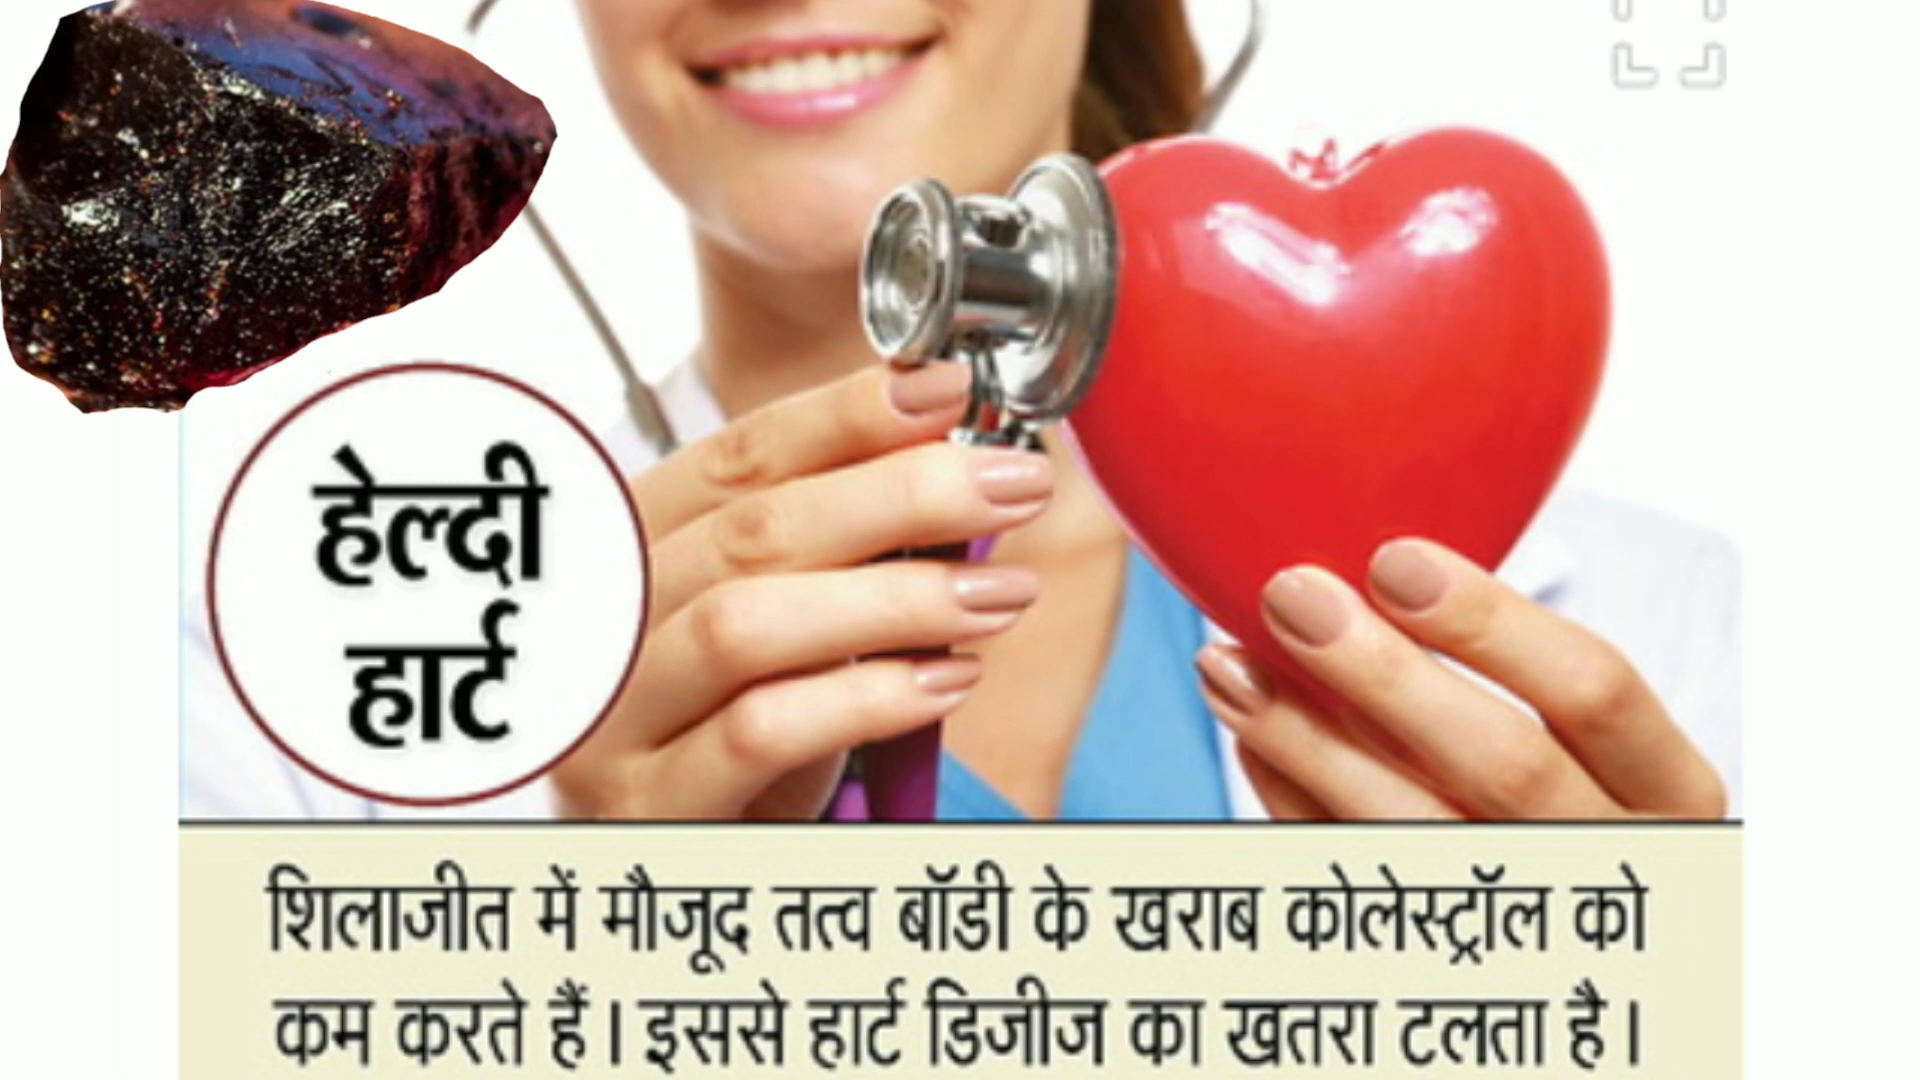 हेल्दी
हार्ट
शिलाजीत में मौजूद तत्व बॉडी के खराब कोलेस्ट्रॉल को
कम करते हैं। इससे हार्ट डिजीज का खतरा टलता है।